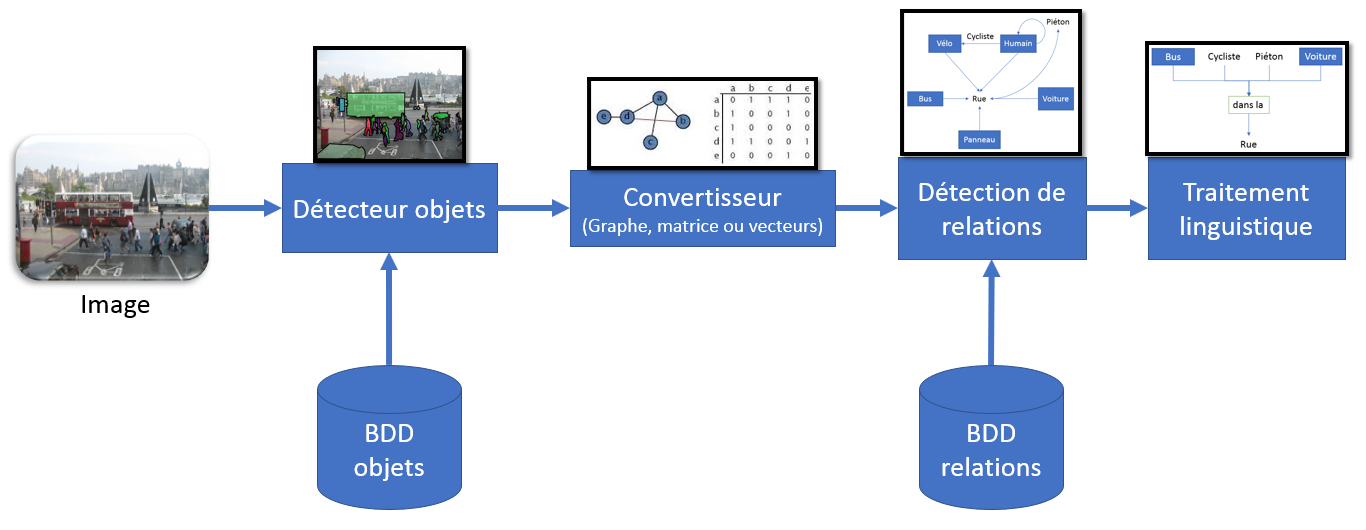 Image
Détecteur objets
BDD
objets
a b c d e
a 0 1 1 1 0
b 1 0 0 1 0
c 1 0 0 0 0
d 1 1 0 0 1
e 0 0 0 1 0
a
e
d
b
c
Convertisseur
(Graphe, matrice ou vecteurs)
Piéton
Cycliste
Vélo
Humain
Bus
Rue
Voiture
Panneau
Détection de
relations
BDD
relations
Bus Cycliste Piéton Voiture
dans la
Rue
Traitement
linguistique